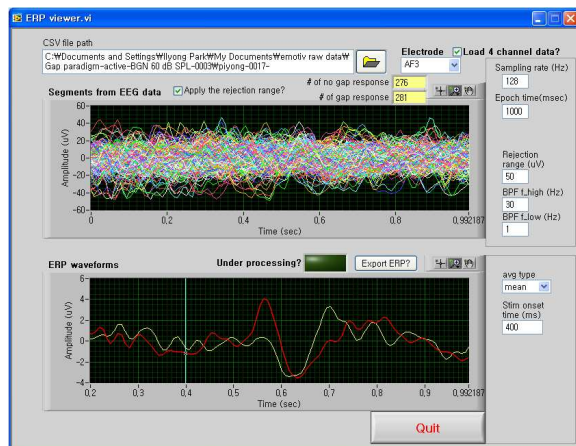 ERP viewer.vi
CSV file path
C:₩Documents and Settings₩Ilyong Park₩My Documents₩emotiv raw data₩
Gap paradigm-active-BGN 60 dB SPL-0003₩piyong-0017-
Electrode
Load 4 channel data?
AF3
Sampling rate (Hz)
128
Epoch time(msec)
1000
Rejection
range (uV)
50
BPF f_high (Hz)
30
BPF f_low (Hz)
1
# of no gap response 276
# of gap response 281
Segments from EEG data
Apply the rejection range?
Amplitude (uV)
60
40
20
0
-20
-40
-60
0 0,2 0,4 0,6 0,8 0,992187
Time (sec)
ERP waveforms
Under processing?
Export ERP?
avg type
mean
Stim onset
time (ms)
400
Amplitude (uV)
6
4
2
0
-2
-4
0,2 0,3 0,4 0,5 0,6 0,7 0,8 0,9 0,992187
Time (sec)
Quit